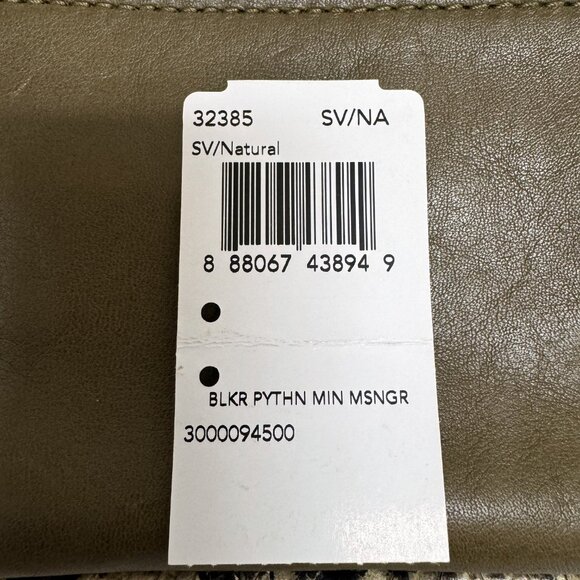 32385 SV/NA
SV/Natural
8 88067 43894 9
BLKR PYTHN MIN MSNGR
3000094500